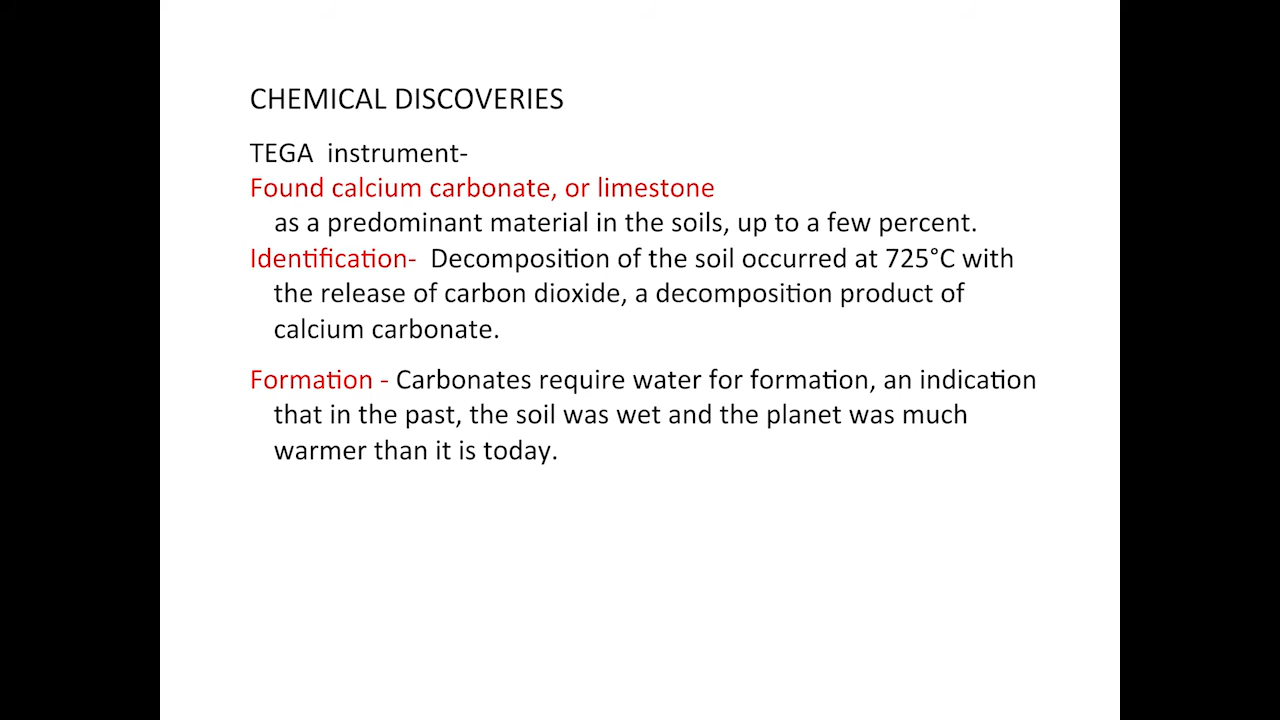 CHEMICAL DISCOVERIES
TEGA  instrument-
Found calcium carbonate, or limestone
as a predominant material in the soils, up to a few percent.
Identification-  Decomposition of the soil occurred at 725°C with
the release of carbon dioxide, a decomposition product of
calcium carbonate.
Formation - Carbonates require water for formation, an indication
that in the past, the soil was wet and the planet was much
warmer than it is today.